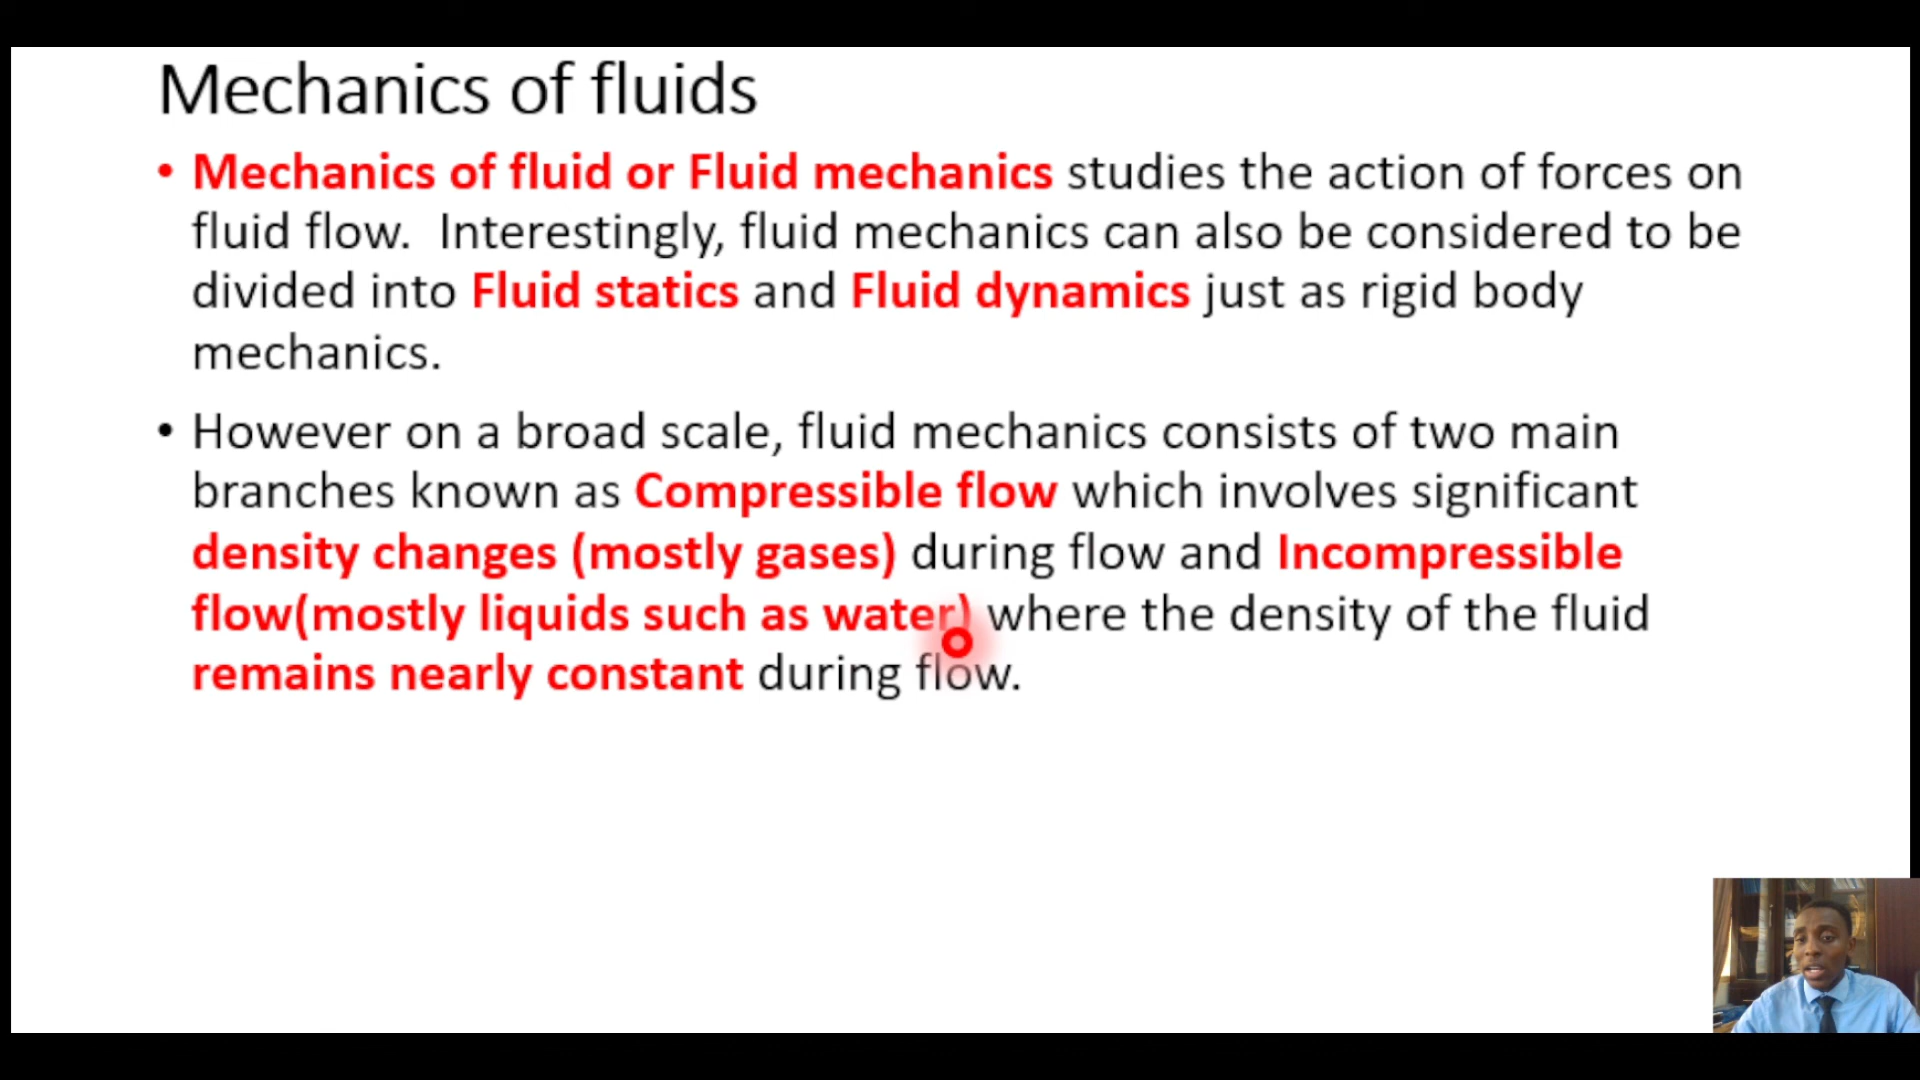 Mechanics of fluids
• Mechanics of fluid or Fluid mechanics studies the action of forces on
fluid flow.  Interestingly, fluid mechanics can also be considered to be
divided into Fluid statics and Fluid dynamics just as rigid body
mechanics.
• However on a broad scale, fluid mechanics consists of two main
branches known as Compressible flow which involves significant
density changes (mostly gases) during flow and Incompressible
flow(mostly liquids such as water) where the density of the fluid
remains nearly constant during flow.